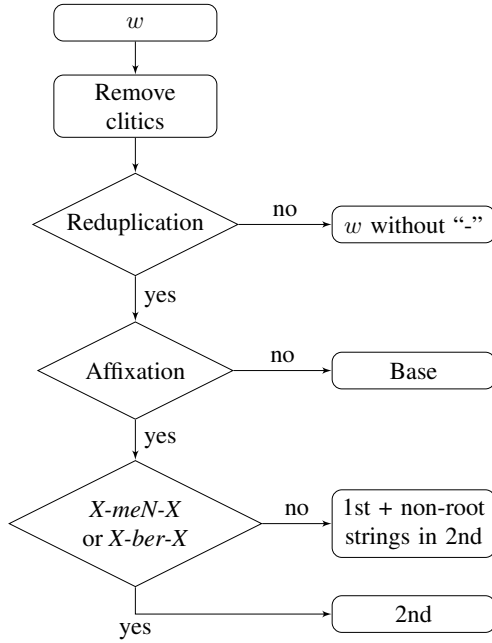 w
Remove
clitics
Reduplication
no
w without “-”
yes
Affixation
no
Base
yes
X-meN-X
or X-ber-X
no
1st + non-root
strings in 2nd
yes
2nd